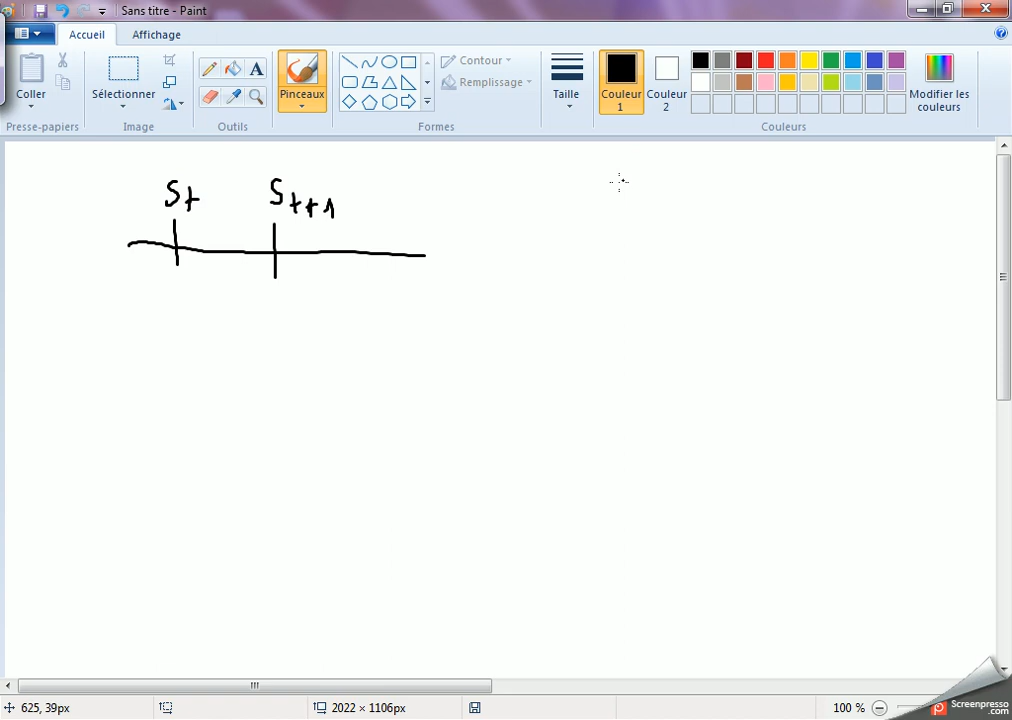 Sans titre - Paint
Accueil Affichage
Coller
Sélectionner
A
Pinceaux
Contour
Remplissage
Taille
Couleur 1
Couleur 2
Modifier les couleurs
Presse-papiers Image Outils Formes Couleurs
St St+1
625, 39px 2022 × 1106px 100 %
Screenpresso.com